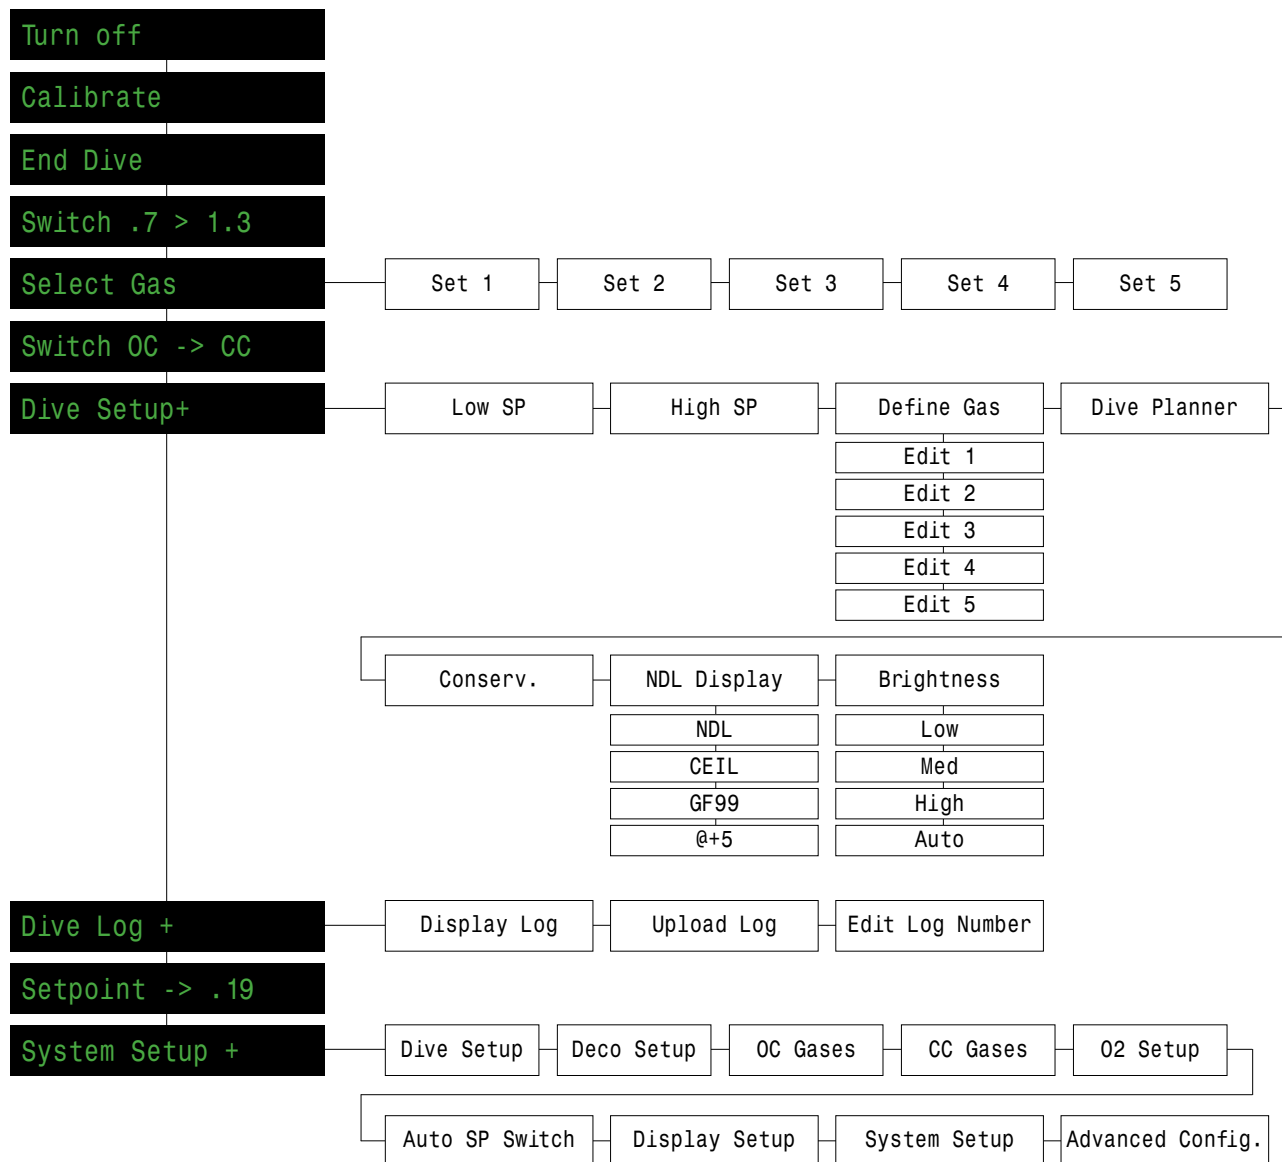 Turn off
Calibrate
End Dive
Switch .7 > 1.3
Select Gas
Set 1
Set 2
Set 3
Set 4
Set 5
Switch OC -> CC
Dive Setup+
Low SP
High SP
Define Gas
Dive Planner
Edit 1
Edit 2
Edit 3
Edit 4
Edit 5
Conserv.
NDL Display
Brightness
NDL
CEIL
GF99
@+5
Low
Med
High
Auto
Dive Log +
Display Log
Upload Log
Edit Log Number
Setpoint -> .19
System Setup +
Dive Setup
Deco Setup
OC Gases
CC Gases
O2 Setup
Auto SP Switch
Display Setup
System Setup
Advanced Config.